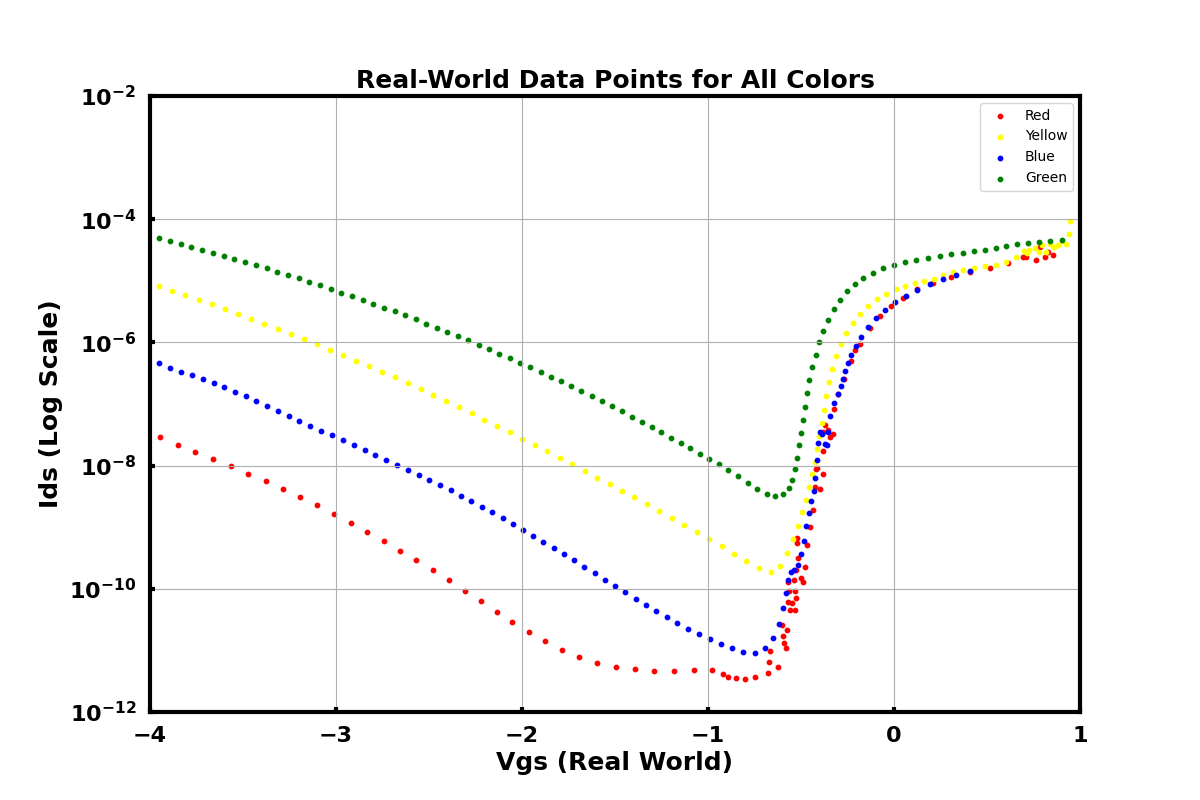 Real-World Data Points for All Colors
10⁻²
10⁻⁴
10⁻⁶
10⁻⁸
10⁻¹⁰
10⁻¹²
Ids (Log Scale)
Red
Yellow
Blue
Green
−4 −3 −2 −1 0 1
Vgs (Real World)